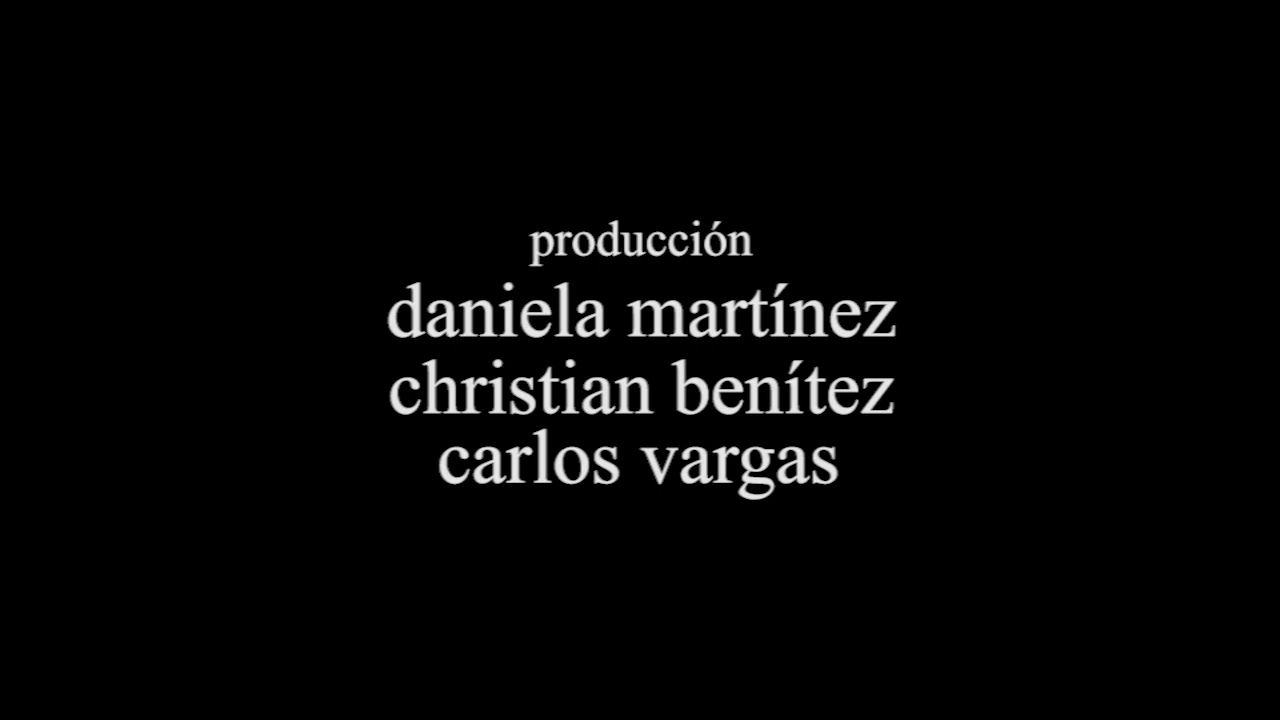 producción
daniela martínez
christian benítez
carlos vargas